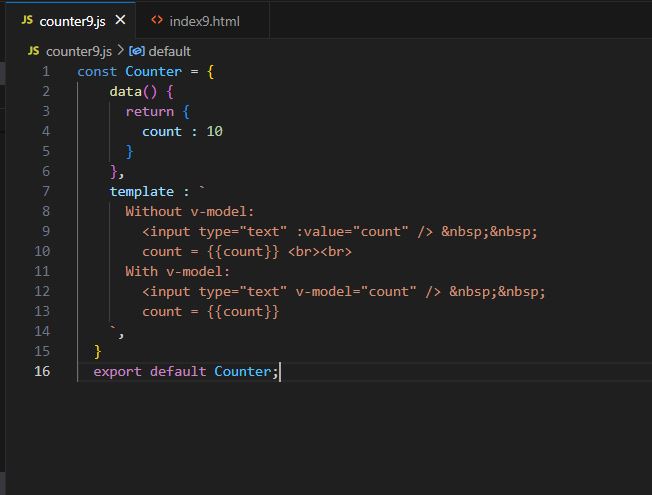 JS counter9.js × <> index9.html
JS counter9.js > default
1 const Counter = {
2 data() {
3 return {
4 count : 10
5 }
6 },
7 template : `
8 Without v-model:
9 <input type="text" :value="count" /> &nbsp;&nbsp;
10 count = {{count}} <br><br>
11 With v-model:
12 <input type="text" v-model="count" /> &nbsp;&nbsp;
13 count = {{count}}
14 `,
15 }
16 export default Counter;